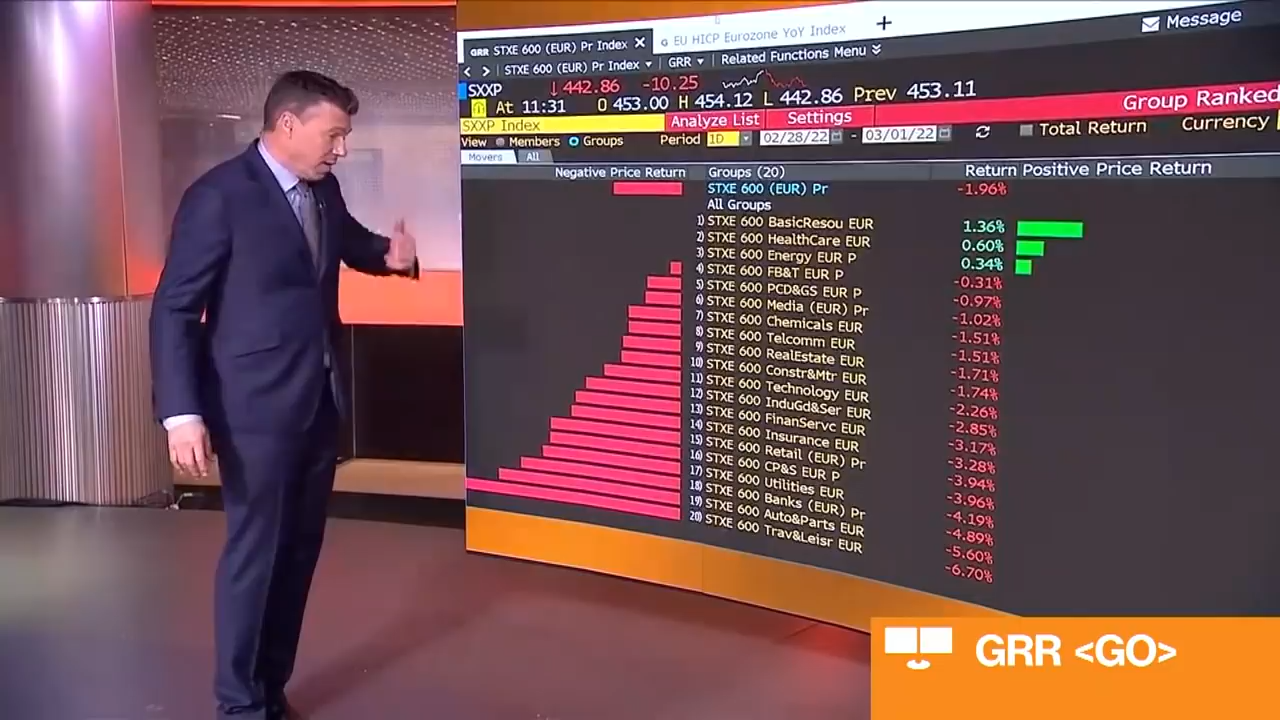 GRR STXE 600 (EUR) Pr Index × G EU HICP Eurozone YoY Index + Message
< > STXE 600 (EUR) Pr Index GRR Related Functions Menu
SXXP ↓442.86 -10.25
At 11:31 O 453.00 H 454.12 L 442.86 Prev 453.11
SXXP Index Analyze List Settings Group Ranked
View Members Groups Period 1D 02/28/22 - 03/01/22 Total Return Currency
Movers All
Negative Price Return Groups (20) Return Positive Price Return
STXE 600 (EUR) Pr -1.96%
All Groups
1) STXE 600 BasicResou EUR 1.36%
2) STXE 600 HealthCare EUR 0.60%
3) STXE 600 Energy EUR P 0.34%
4) STXE 600 FB&T EUR P -0.31%
5) STXE 600 PCD&GS EUR P -0.97%
6) STXE 600 Media (EUR) Pr -1.02%
7) STXE 600 Chemicals EUR -1.51%
8) STXE 600 Telcomm EUR -1.51%
9) STXE 600 RealEstate EUR -1.71%
10) STXE 600 Constr&Mtr EUR -1.74%
11) STXE 600 Technology EUR -2.26%
12) STXE 600 InduGd&Ser EUR -2.85%
13) STXE 600 FinanServc EUR -3.17%
14) STXE 600 Insurance EUR -3.28%
15) STXE 600 Retail (EUR) Pr -3.94%
16) STXE 600 CP&S EUR P -3.96%
17) STXE 600 Utilities EUR -4.19%
18) STXE 600 Banks (EUR) Pr -4.89%
19) STXE 600 Auto&Parts EUR -5.60%
20) STXE 600 Trav&Leisr EUR -6.70%
GRR <GO>